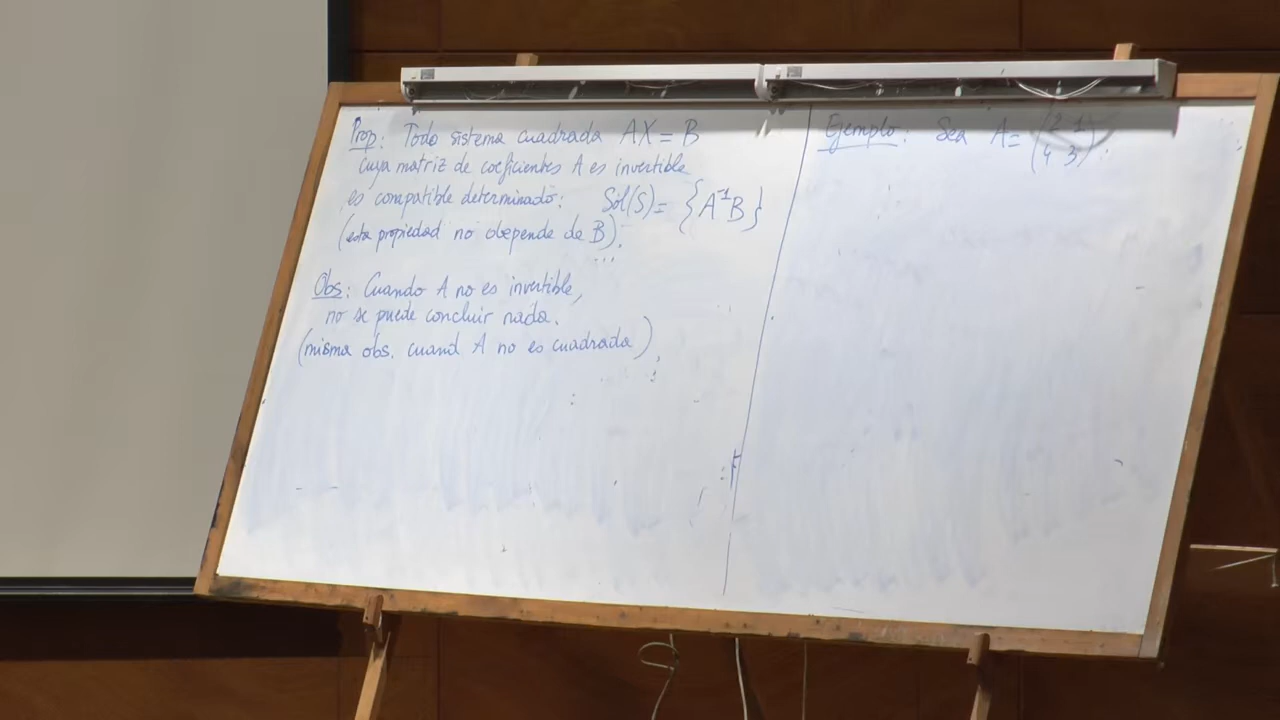 Prop: Todo sistema cuadrada AX = B
cuya matriz de coeficientes A es invertible
es compatible determinado: Sol(S) = {A⁻¹B}
(esta propiedad no depende de B).
Obs: Cuando A no es invertible,
no se puede concluir nada.
(misma obs. cuand A no es cuadrada)
Ejemplo: Sea A = (2 1
4 3).